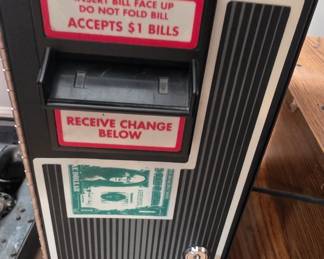 INSERT BILL FACE UP
DO NOT FOLD BILL
ACCEPTS $1 BILLS
RECEIVE CHANGE
BELOW